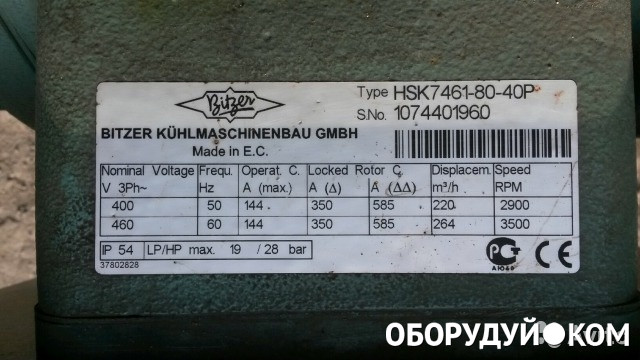 Bitzer
Type HSK7461-80-40P
S.No. 1074401960
BITZER KÜHLMASCHINENBAU GMBH
Made in E.C.
Nominal Voltage Frequ. Operat. C. Locked Rotor C. Displacem. Speed
V 3Ph~ Hz A (max.) A (Δ) A (ΔΔ) m³/h RPM
400 50 144 350 585 220 2900
460 60 144 350 585 264 3500
IP 54 LP/HP max. 19 / 28 bar
37802828
РСТ CE
ОБОРУДУЙ.КОМ